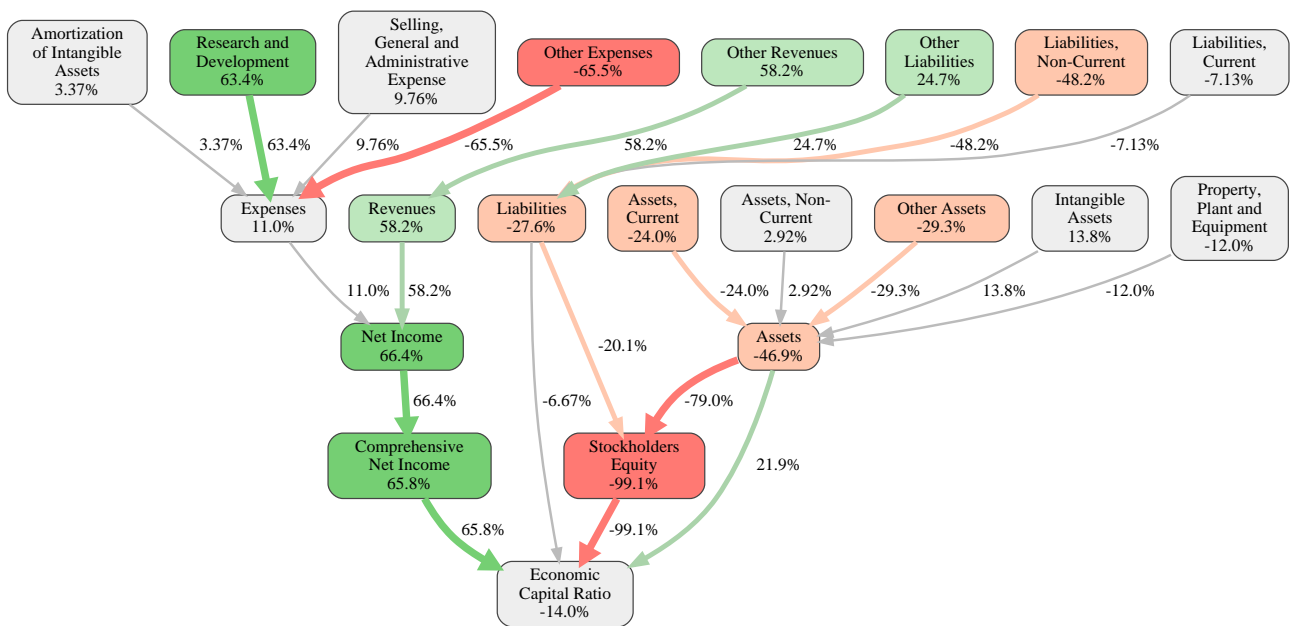 Amortization
of Intangible
Assets
3.37%
Research and
Development
63.4%
Selling,
General and
Administrative
Expense
9.76%
Other Expenses
-65.5%
Other Revenues
58.2%
Other
Liabilities
24.7%
Liabilities,
Non-Current
-48.2%
Liabilities,
Current
-7.13%
3.37%
63.4%
9.76%
-65.5%
58.2%
24.7%
-48.2%
-7.13%
Expenses
11.0%
Revenues
58.2%
Liabilities
-27.6%
Assets,
Current
-24.0%
Assets, Non-
Current
2.92%
Other Assets
-29.3%
Intangible
Assets
13.8%
Property,
Plant and
Equipment
-12.0%
11.0%
58.2%
-24.0%
2.92%
-29.3%
13.8%
-12.0%
Net Income
66.4%
-20.1%
Assets
-46.9%
66.4%
-6.67%
-79.0%
Comprehensive
Net Income
65.8%
Stockholders
Equity
-99.1%
21.9%
65.8%
-99.1%
Economic
Capital Ratio
-14.0%